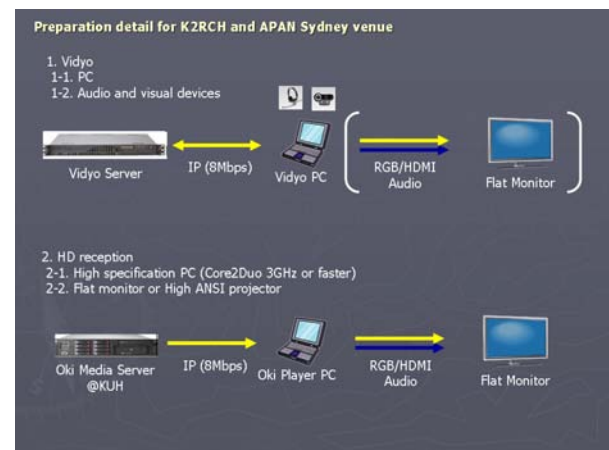 Preparation detail for K2RCH and APAN Sydney venue
1. Vidyo
1-1. PC
1-2. Audio and visual devices
Vidyo Server
IP (8Mbps)
Vidyo PC
RGB/HDMI
Audio
Flat Monitor
2. HD reception
2-1. High specification PC (Core2Duo 3GHz or faster)
2-2. Flat monitor or High ANSI projector
Oki Media Server
@KUH
IP (8Mbps)
Oki Player PC
RGB/HDMI
Audio
Flat Monitor